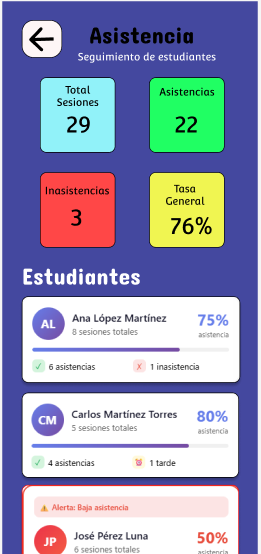 Asistencia
Seguimiento de estudiantes
Total
Sesiones
29
Asistencias
22
Inasistencias
3
Tasa
General
76%
Estudiantes
AL
Ana López Martínez
8 sesiones totales
75%
asistencia
6 asistencias
1 inasistencia
CM
Carlos Martínez Torres
5 sesiones totales
80%
asistencia
4 asistencias
1 tarde
Alerta: Baja asistencia
JP
José Pérez Luna
6 sesiones totales
50%
asistencia